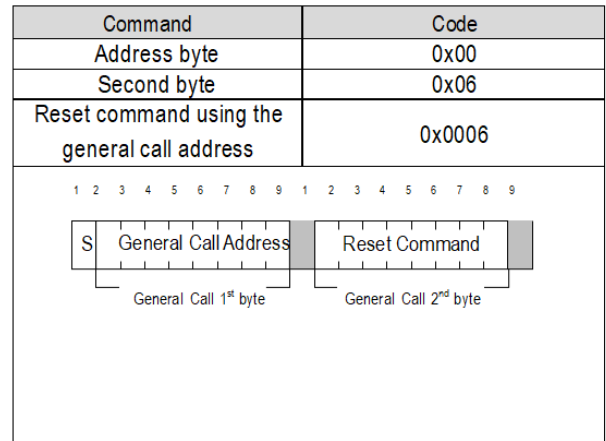 Command Code
Address byte 0x00
Second byte 0x06
Reset command using the
general call address 0x0006
1 2 3 4 5 6 7 8 9 1 2 3 4 5 6 7 8 9
S General Call Address Reset Command
General Call 1st byte General Call 2nd byte